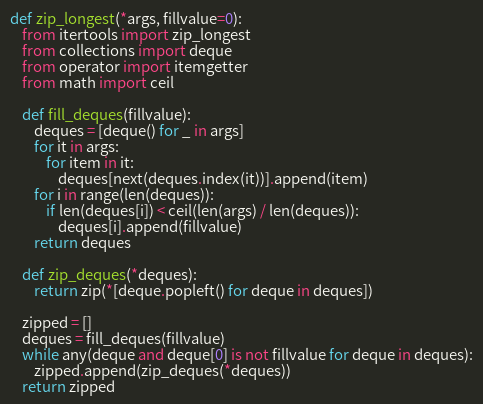 def zip_longest(*args, fillvalue=0):
from itertools import zip_longest
from collections import deque
from operator import itemgetter
from math import ceil
def fill_deques(fillvalue):
deques = [deque() for _ in args]
for it in args:
for item in it:
deques[next(deques.index(it))].append(item)
for i in range(len(deques)):
if len(deques[i]) < ceil(len(args) / len(deques)):
deques[i].append(fillvalue)
return deques
def zip_deques(*deques):
return zip(*[deque.popleft() for deque in deques])
zipped = []
deques = fill_deques(fillvalue)
while any(deque and deque[0] is not fillvalue for deque in deques):
zipped.append(zip_deques(*deques))
return zipped